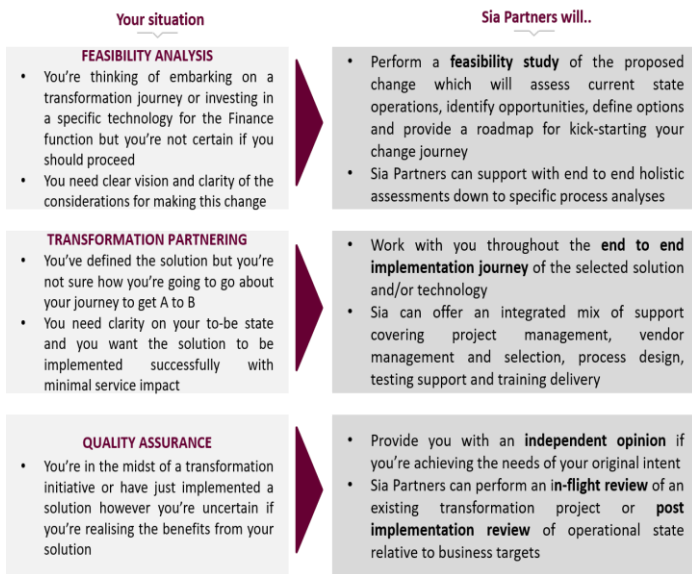 Your situation
Sia Partners will..
FEASIBILITY ANALYSIS
• You're thinking of embarking on a
transformation journey or investing in
a specific technology for the Finance
function but you're not certain if you
should proceed
• You need clear vision and clarity of the
considerations for making this change
• Perform a feasibility study of the proposed
change which will assess current state
operations, identify opportunities, define options
and provide a roadmap for kick-starting your
change journey
• Sia Partners can support with end to end holistic
assessments down to specific process analyses
TRANSFORMATION PARTNERING
• You've defined the solution but you're
not sure how you're going to go about
your journey to get A to B
• You need clarity on your to-be state
and you want the solution to be
implemented successfully with
minimal service impact
• Work with you throughout the end to end
implementation journey of the selected solution
and/or technology
• Sia can offer an integrated mix of support
covering project management, vendor
management and selection, process design,
testing support and training delivery
QUALITY ASSURANCE
• You're in the midst of a transformation
initiative or have just implemented a
solution however you're uncertain if
you're realising the benefits from your
solution
• Provide you with an independent opinion if
you're achieving the needs of your original intent
• Sia Partners can perform an in-flight review of an
existing transformation project or post
implementation review of operational state
relative to business targets